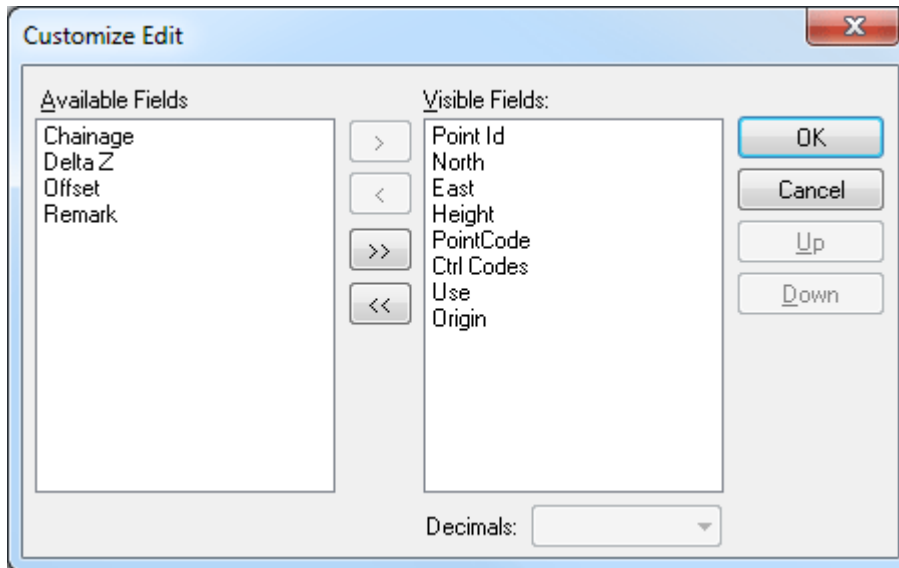 Customize Edit
Available Fields
Chainage
Delta Z
Offset
Remark
>
<
>>
<<
Visible Fields:
Point Id
North
East
Height
PointCode
Ctrl Codes
Use
Origin
OK
Cancel
Up
Down
Decimals: